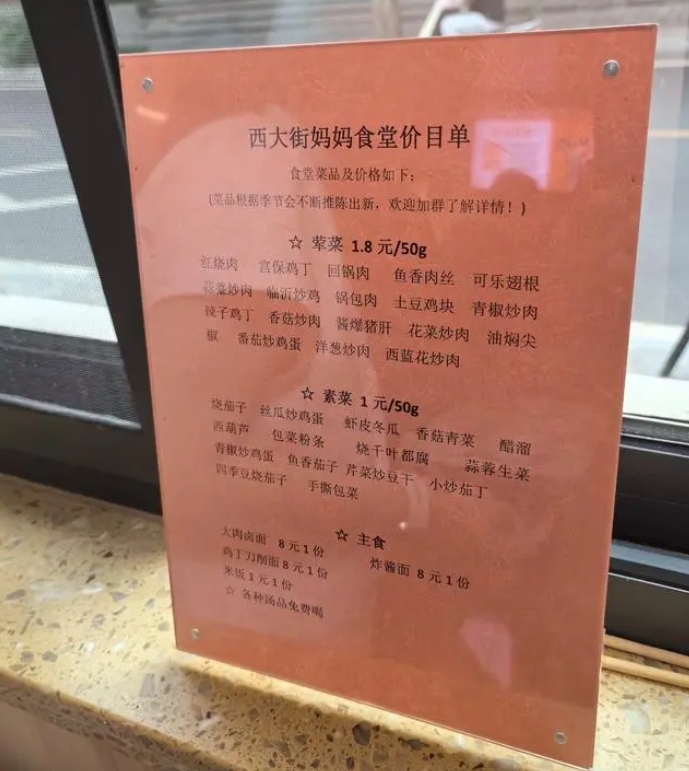 西大街妈妈食堂价目单
食堂菜品及价格如下：
(菜品根据季节会不断推陈出新，欢迎加群了解详情！)
☆ 荤菜 1.8 元/50g
红烧肉 宫保鸡丁 回锅肉 鱼香肉丝 可乐翅根
蒜薹炒肉 临沂炒鸡 锅包肉 土豆鸡块 青椒炒肉
辣子鸡丁 香菇炒肉 酱爆猪肝 花菜炒肉 油焖尖
椒 番茄炒鸡蛋 洋葱炒肉 西蓝花炒肉
☆ 素菜 1 元/50g
烧茄子 丝瓜炒鸡蛋 虾皮冬瓜 香菇青菜 醋溜
西葫芦 包菜粉条 烧千叶都腐 蒜蓉生菜
青椒炒鸡蛋 鱼香茄子 芹菜炒豆干 小炒茄丁
四季豆烧茄子 手撕包菜
☆ 主食
大肉卤面 8 元 1 份 炸酱面 8 元 1 份
鸡丁刀削面 8 元 1 份
米饭 1 元 1 份
☆ 各种汤品免费喝